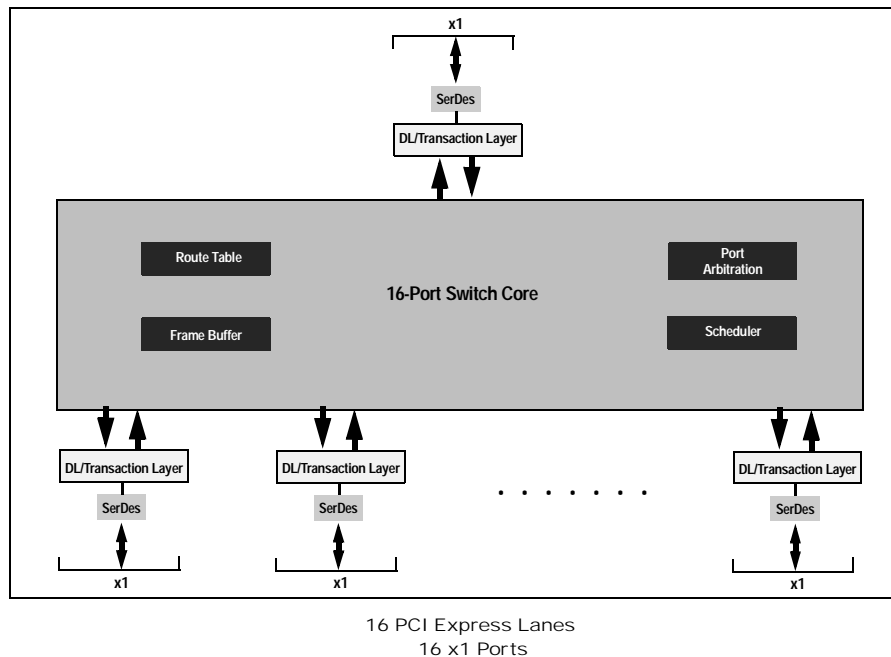 x1
SerDes
DL/Transaction Layer
Route Table
Port
Arbitration
16-Port Switch Core
Frame Buffer
Scheduler
DL/Transaction Layer
DL/Transaction Layer
DL/Transaction Layer
. . . . . . .
SerDes
SerDes
SerDes
x1
x1
x1
16 PCI Express Lanes
16 x1 Ports